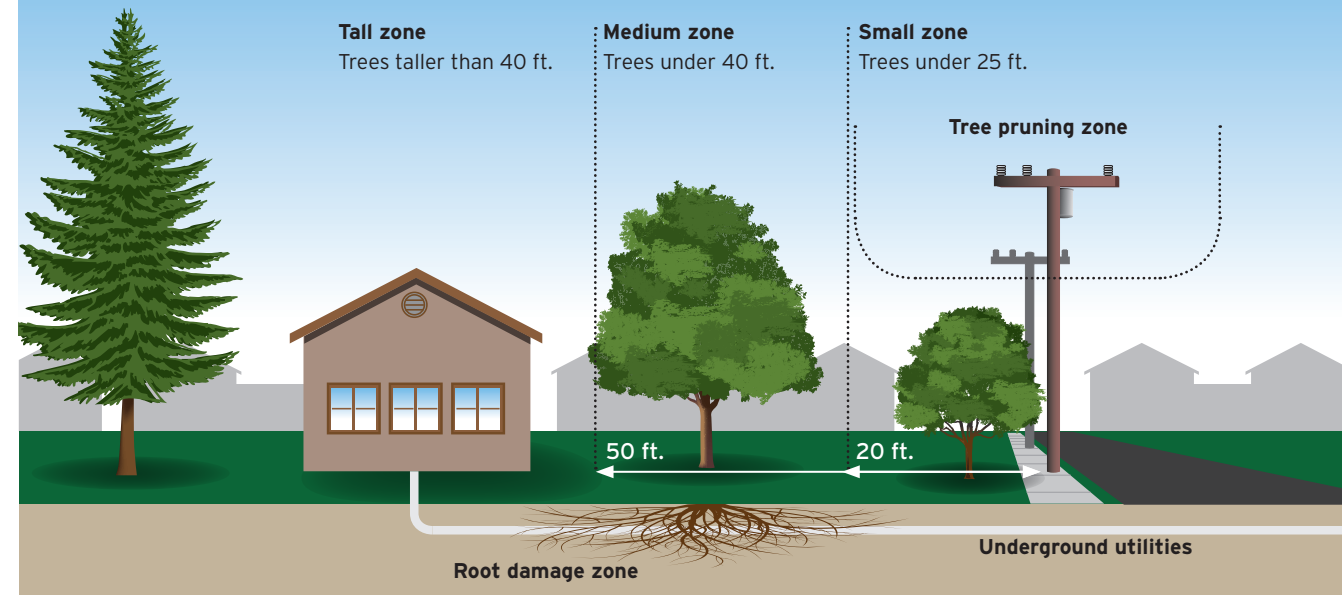 Tall zone
Trees taller than 40 ft.
Medium zone
Trees under 40 ft.
Small zone
Trees under 25 ft.
Tree pruning zone
50 ft.
20 ft.
Underground utilities
Root damage zone